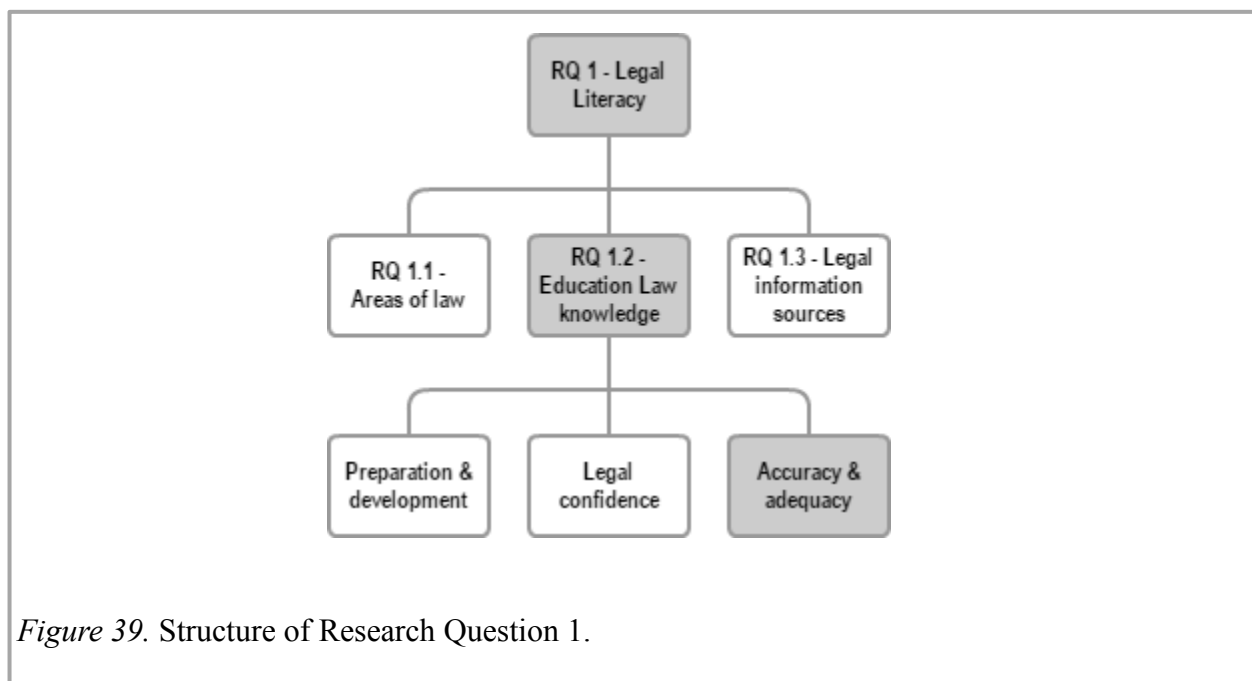 RQ 1 - Legal
Literacy
RQ 1.1 -
Areas of law
RQ 1.2 -
Education Law
knowledge
RQ 1.3 - Legal
information
sources
Preparation &
development
Legal
confidence
Accuracy &
adequacy
Figure 39. Structure of Research Question 1.